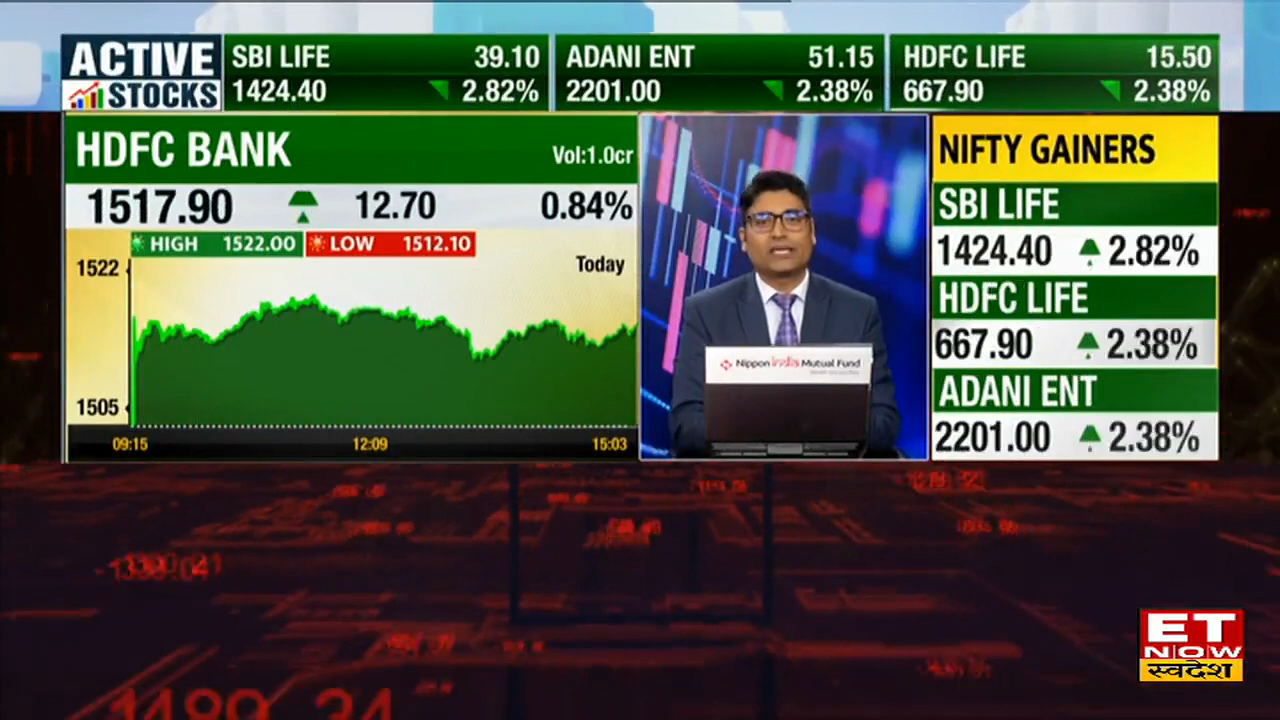 ACTIVE
STOCKS
SBI LIFE 39.10
1424.40 2.82%
ADANI ENT 51.15
2201.00 2.38%
HDFC LIFE 15.50
667.90 2.38%
HDFC BANK Vol:1.0cr
1517.90 12.70 0.84%
HIGH 1522.00 LOW 1512.10
Today
1522
1505
09:15 12:09 15:03
Nippon india Mutual Fund
NIFTY GAINERS
SBI LIFE
1424.40 2.82%
HDFC LIFE
667.90 2.38%
ADANI ENT
2201.00 2.38%
ET
NOW
स्वदेश